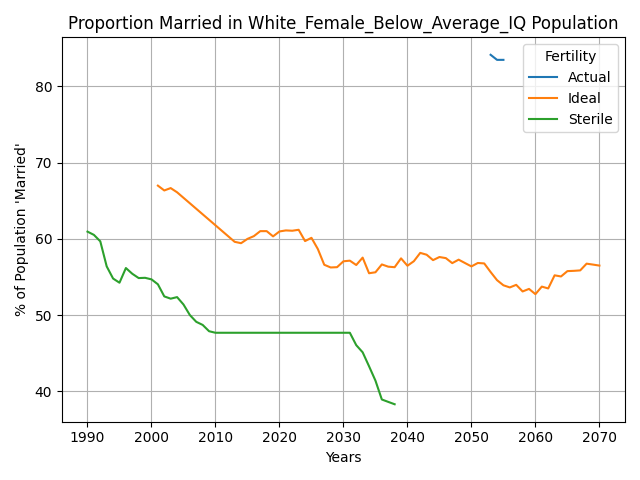 Proportion Married in White_Female_Below_Average_IQ Population
% of Population 'Married'
80
70
60
50
40
Fertility
Actual
Ideal
Sterile
1990 2000 2010 2020 2030 2040 2050 2060 2070
Years